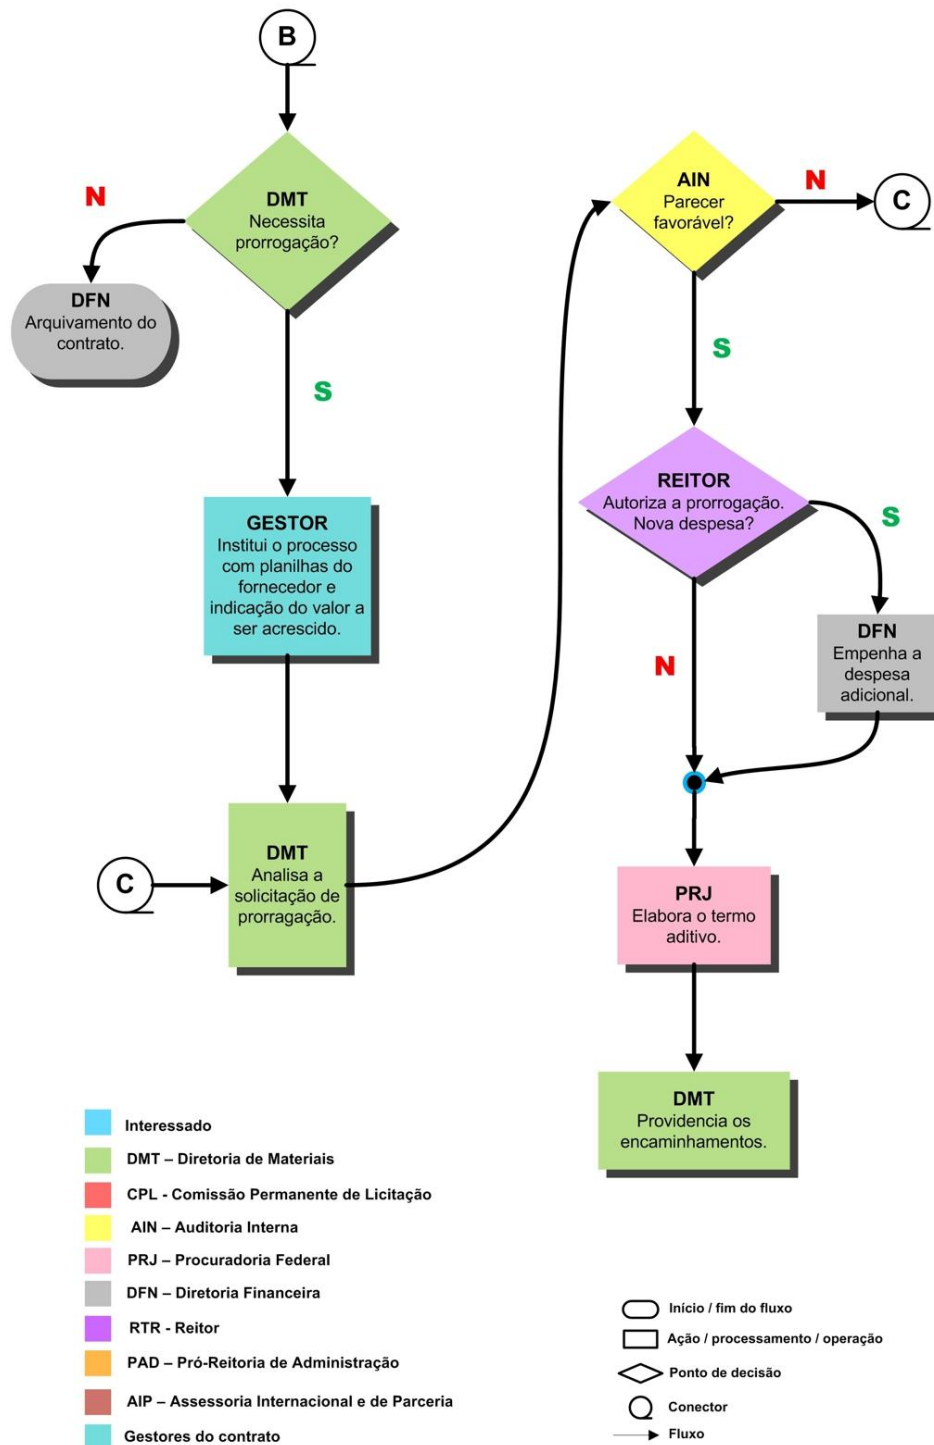 B
DMT
Necessita
prorrogação?
N
DFN
Arquivamento do
contrato.
S
GESTOR
Institui o processo
com planilhas do
fornecedor e
indicação do valor a
ser acrescido.
C
DMT
Analisa a
solicitação de
prorragação.
AIN
Parecer
favorável?
N
C
S
REITOR
Autoriza a prorrogação.
Nova despesa?
S
DFN
Empenha a
despesa
adicional.
N
PRJ
Elabora o termo
aditivo.
DMT
Providencia os
encaminhamentos.
Interessado
DMT – Diretoria de Materiais
CPL - Comissão Permanente de Licitação
AIN – Auditoria Interna
PRJ – Procuradoria Federal
DFN – Diretoria Financeira
RTR - Reitor
PAD – Pró-Reitoria de Administração
AIP – Assessoria Internacional e de Parceria
Gestores do contrato
Início / fim do fluxo
Ação / processamento / operação
Ponto de decisão
Conector
Fluxo